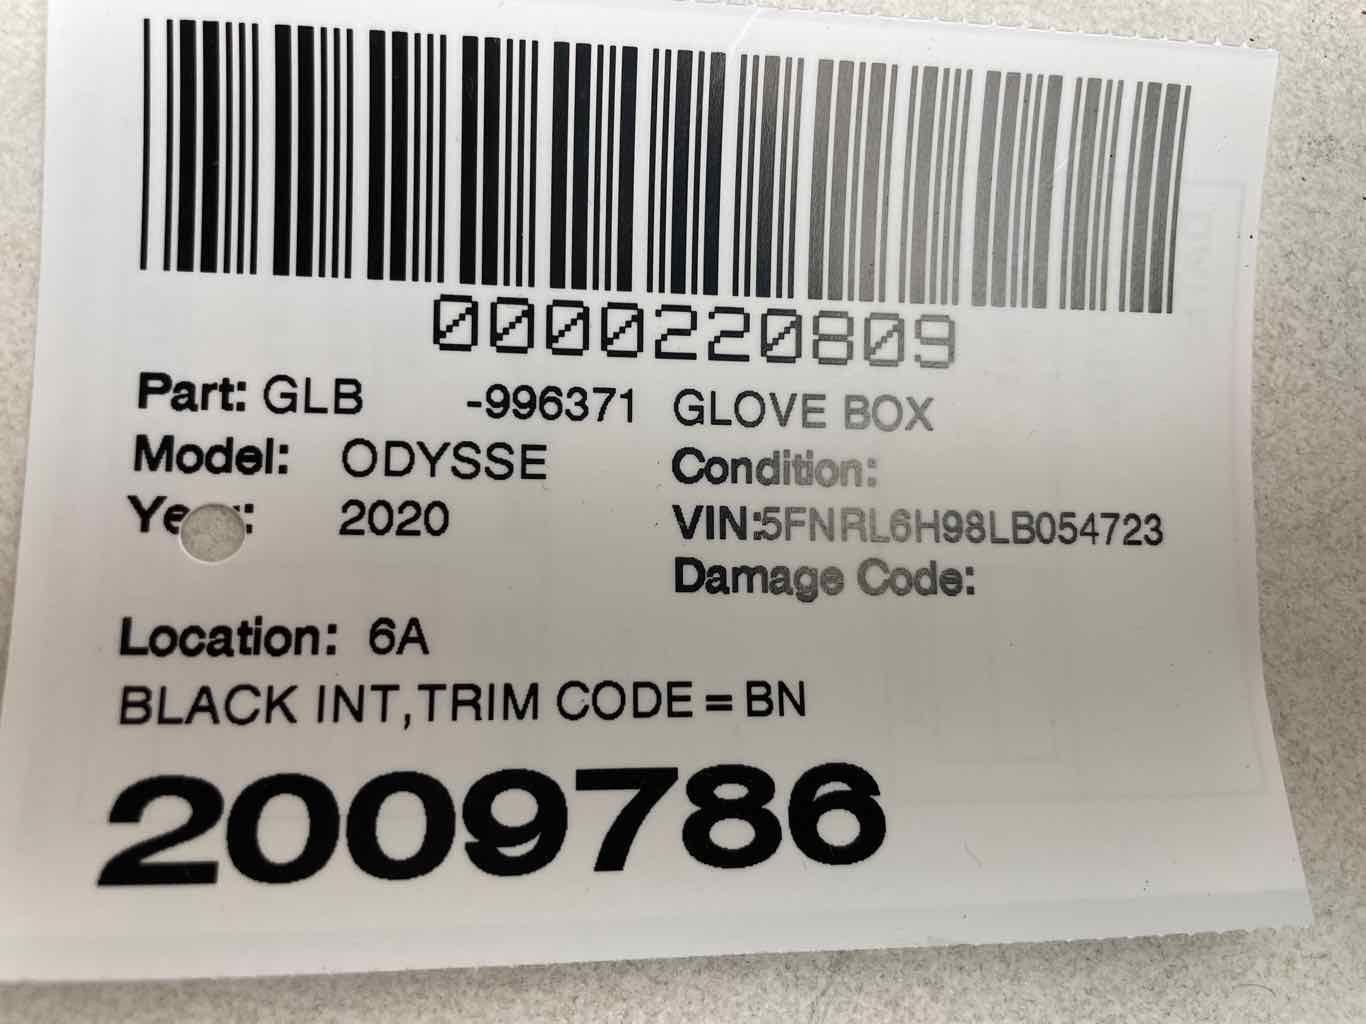 0000220809
Part: GLB -996371 GLOVE BOX
Model: ODYSSE Condition:
2020 VIN:5FNRL6H98LB054723
Damage Code:
Location: 6A
BLACK INT,TRIM CODE = BN
2009786